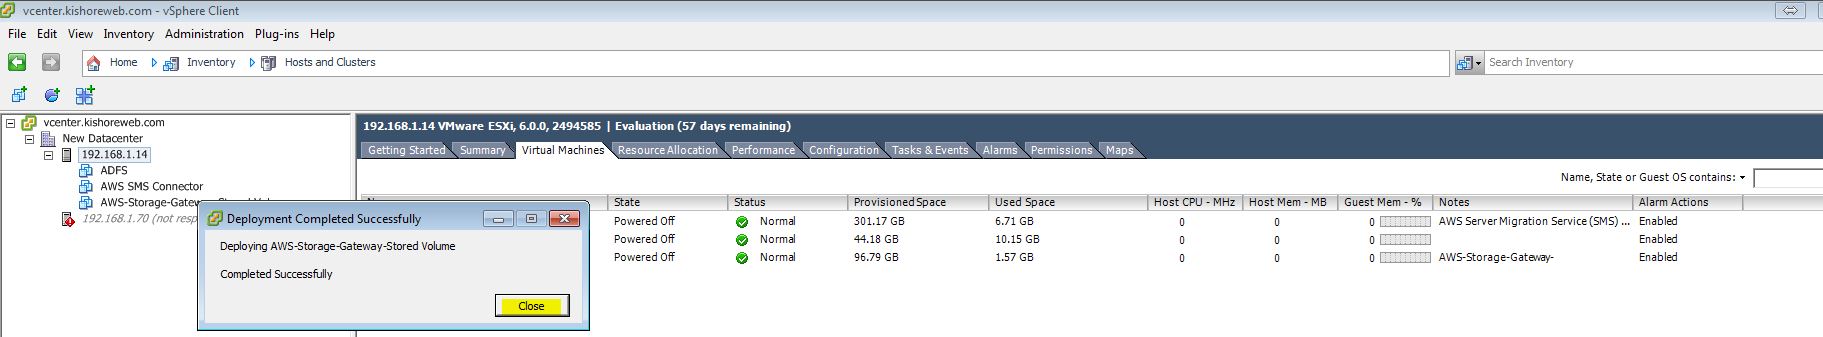 vcenter.kishoreweb.com - vSphere Client
File Edit View Inventory Administration Plug-ins Help
Home Inventory Hosts and Clusters
Search Inventory
vcenter.kishoreweb.com
New Datacenter
192.168.1.14
ADFS
AWS SMS Connector
AWS-Storage-Gateway-Stored Volume
192.168.1.70 (not resp
192.168.1.14 VMware ESXi, 6.0.0, 2494585 | Evaluation (57 days remaining)
Getting Started Summary Virtual Machines Resource Allocation Performance Configuration Tasks & Events Alarms Permissions Maps
Name, State or Guest OS contains:
State Status Provisioned Space Used Space Host CPU - MHz Host Mem - MB Guest Mem - % Notes Alarm Actions
Powered Off Normal 301.17 GB 6.71 GB 0 0 0 AWS Server Migration Service (SMS) ... Enabled
Powered Off Normal 44.18 GB 10.15 GB 0 0 0 Enabled
Powered Off Normal 96.79 GB 1.57 GB 0 0 0 AWS-Storage-Gateway- Enabled
Deployment Completed Successfully
Deploying AWS-Storage-Gateway-Stored Volume
Completed Successfully
Close